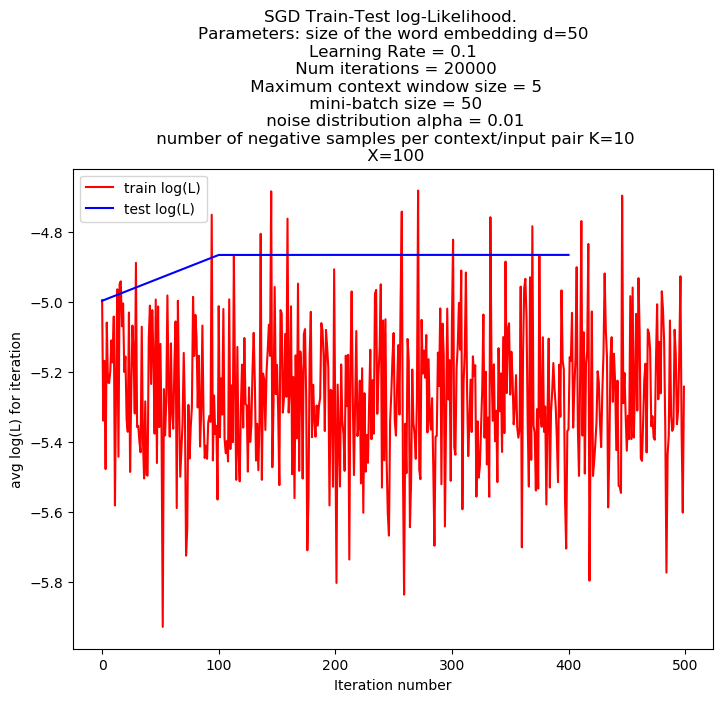 SGD Train-Test log-Likelihood.
Parameters: size of the word embedding d=50
Learning Rate = 0.1
Num iterations = 20000
Maximum context window size = 5
mini-batch size = 50
noise distribution alpha = 0.01
number of negative samples per context/input pair K=10
X=100
train log(L)
test log(L)
−4.8
−5.0
−5.2
−5.4
−5.6
−5.8
avg log(L) for iteration
0 100 200 300 400 500
Iteration number